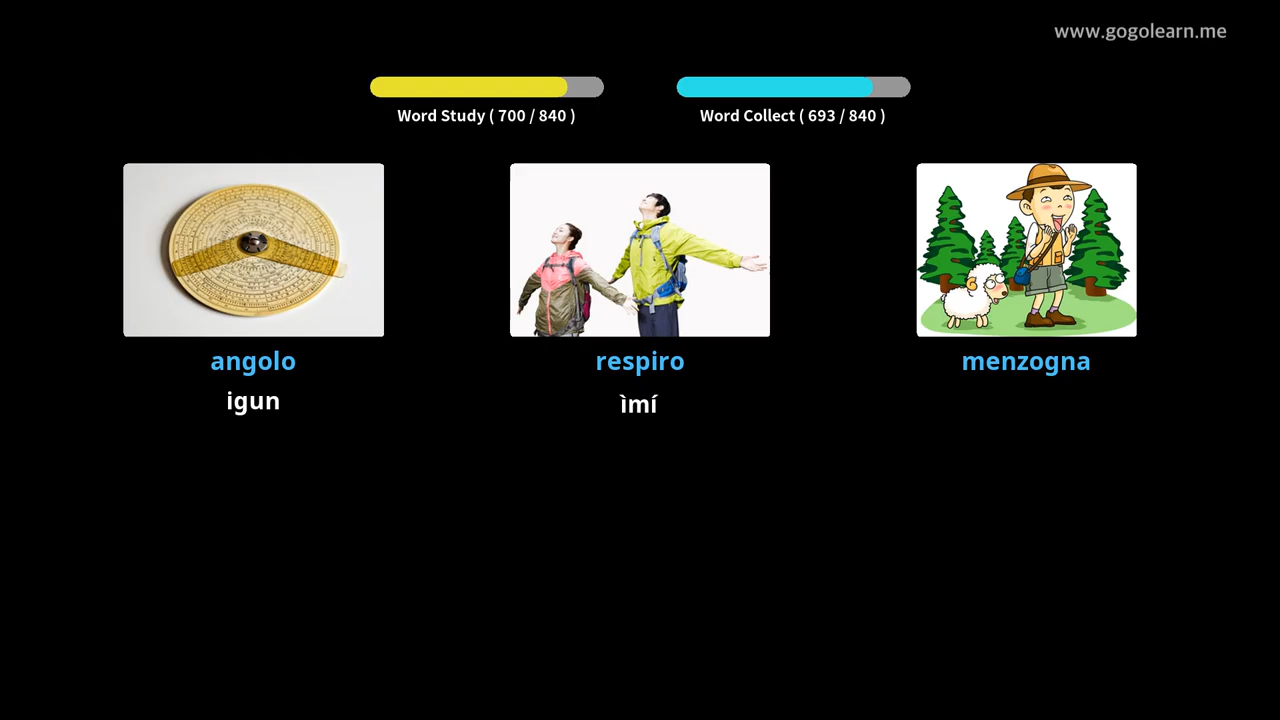 www.gogolearn.me
Word Study ( 700 / 840 )
Word Collect ( 693 / 840 )
angolo
respiro
menzogna
igun
ìmí